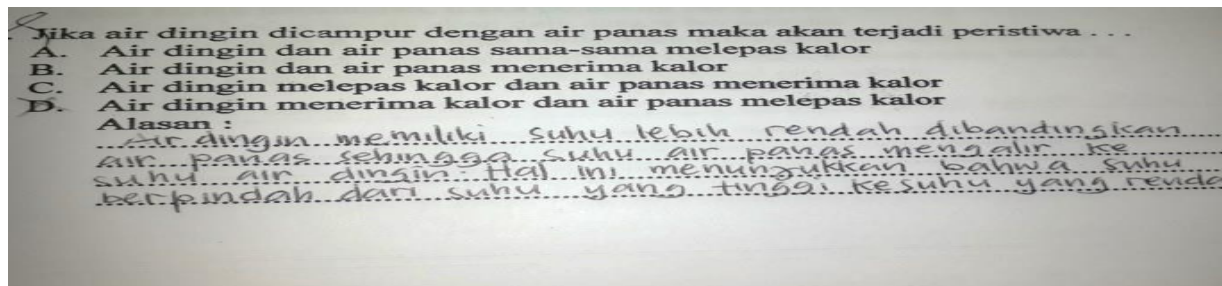 Jika air dingin dicampur dengan air panas maka akan terjadi peristiwa . . .
A. Air dingin dan air panas sama-sama melepas kalor
B. Air dingin dan air panas menerima kalor
C. Air dingin melepas kalor dan air panas menerima kalor
D. Air dingin menerima kalor dan air panas melepas kalor
Alasan :
Air dingin memiliki suhu lebih rendah dibandingkan
air panas sehingga suhu air panas mengalir ke
suhu air dingin. Hal ini menunjukkan bahwa suhu
berpindah dari suhu yang tinggi ke suhu yang renda